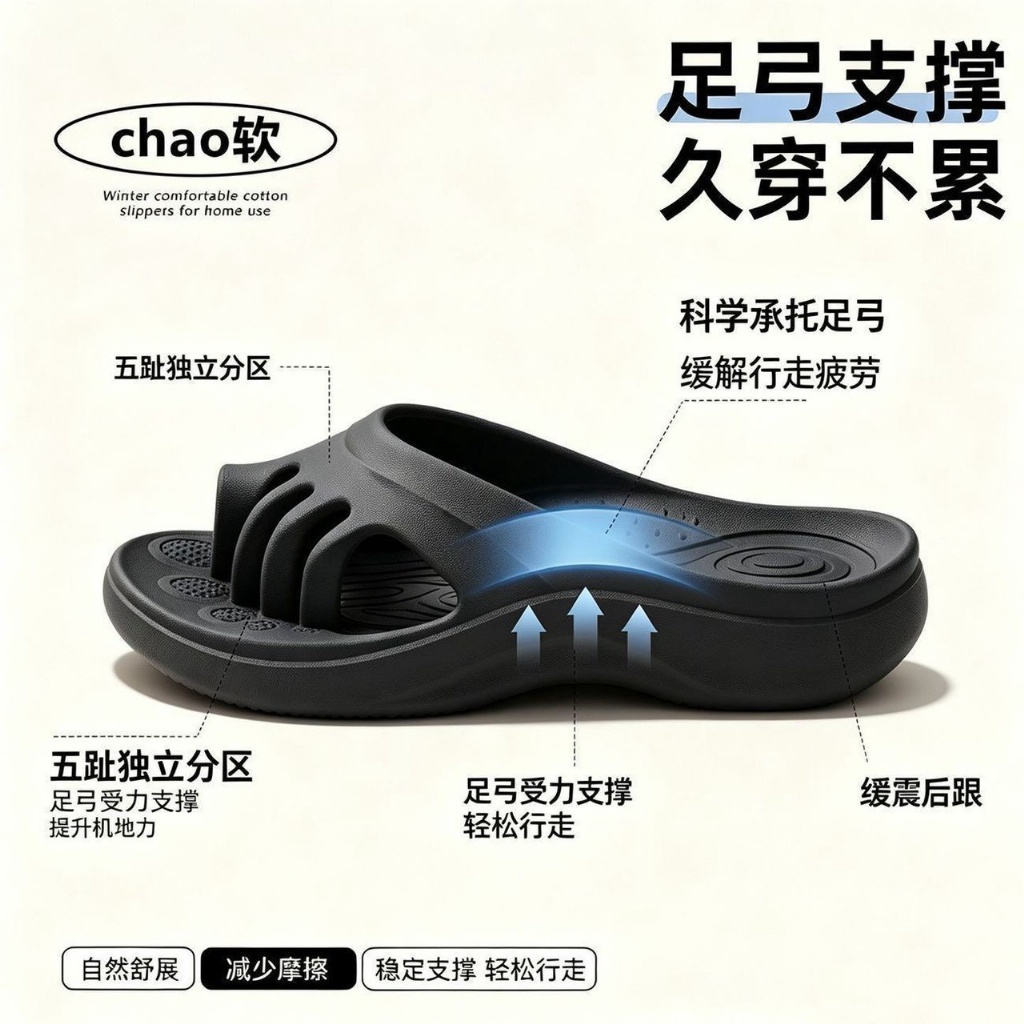 足弓支撑
久穿不累
chao软
Winter comfortable cotton
slippers for home use
科学承托足弓
缓解行走疲劳
五趾独立分区
五趾独立分区
足弓受力支撑
提升机地力
足弓受力支撑
轻松行走
缓震后跟
自然舒展
减少摩擦
稳定支撑 轻松行走